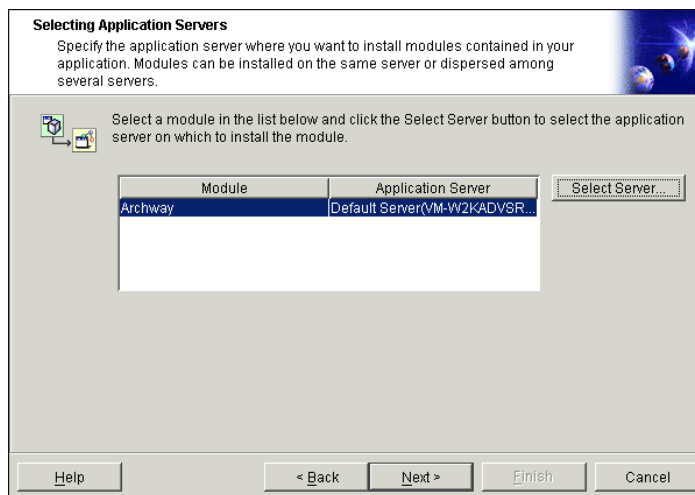 Selecting Application Servers
Specify the application server where you want to install modules contained in your
application. Modules can be installed on the same server or dispersed among
several servers.
Select a module in the list below and click the Select Server button to select the application
server on which to install the module.
Module Application Server Select Server...
Archway Default Server(VM-W2KADVSR...
Help < Back Next > Finish Cancel